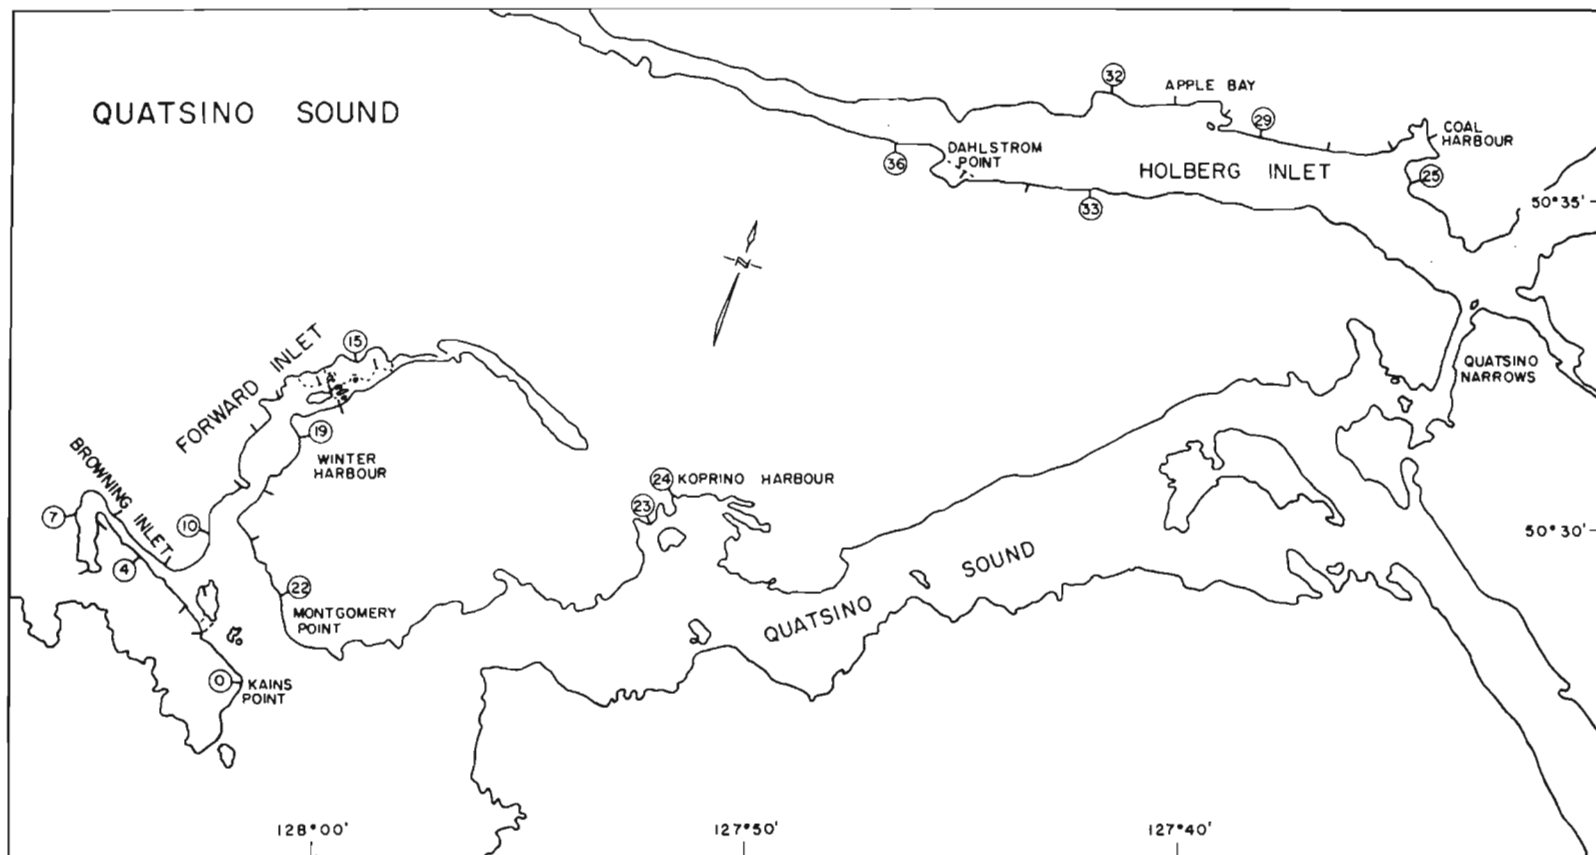 QUATSINO SOUND
32
APPLE BAY
29
COAL
HARBOUR
DAHLSTROM
POINT
36
HOLBERG INLET
25
33
50°35'
N
FORWARD INLET
15
QUATSINO
NARROWS
19
WINTER
HARBOUR
BROWNING INLET
24
KOPRINO HARBOUR
23
7
10
4
50°30'
QUATSINO SOUND
22
MONTGOMERY
POINT
0
KAINS
POINT
128°00'
127°50'
127°40'